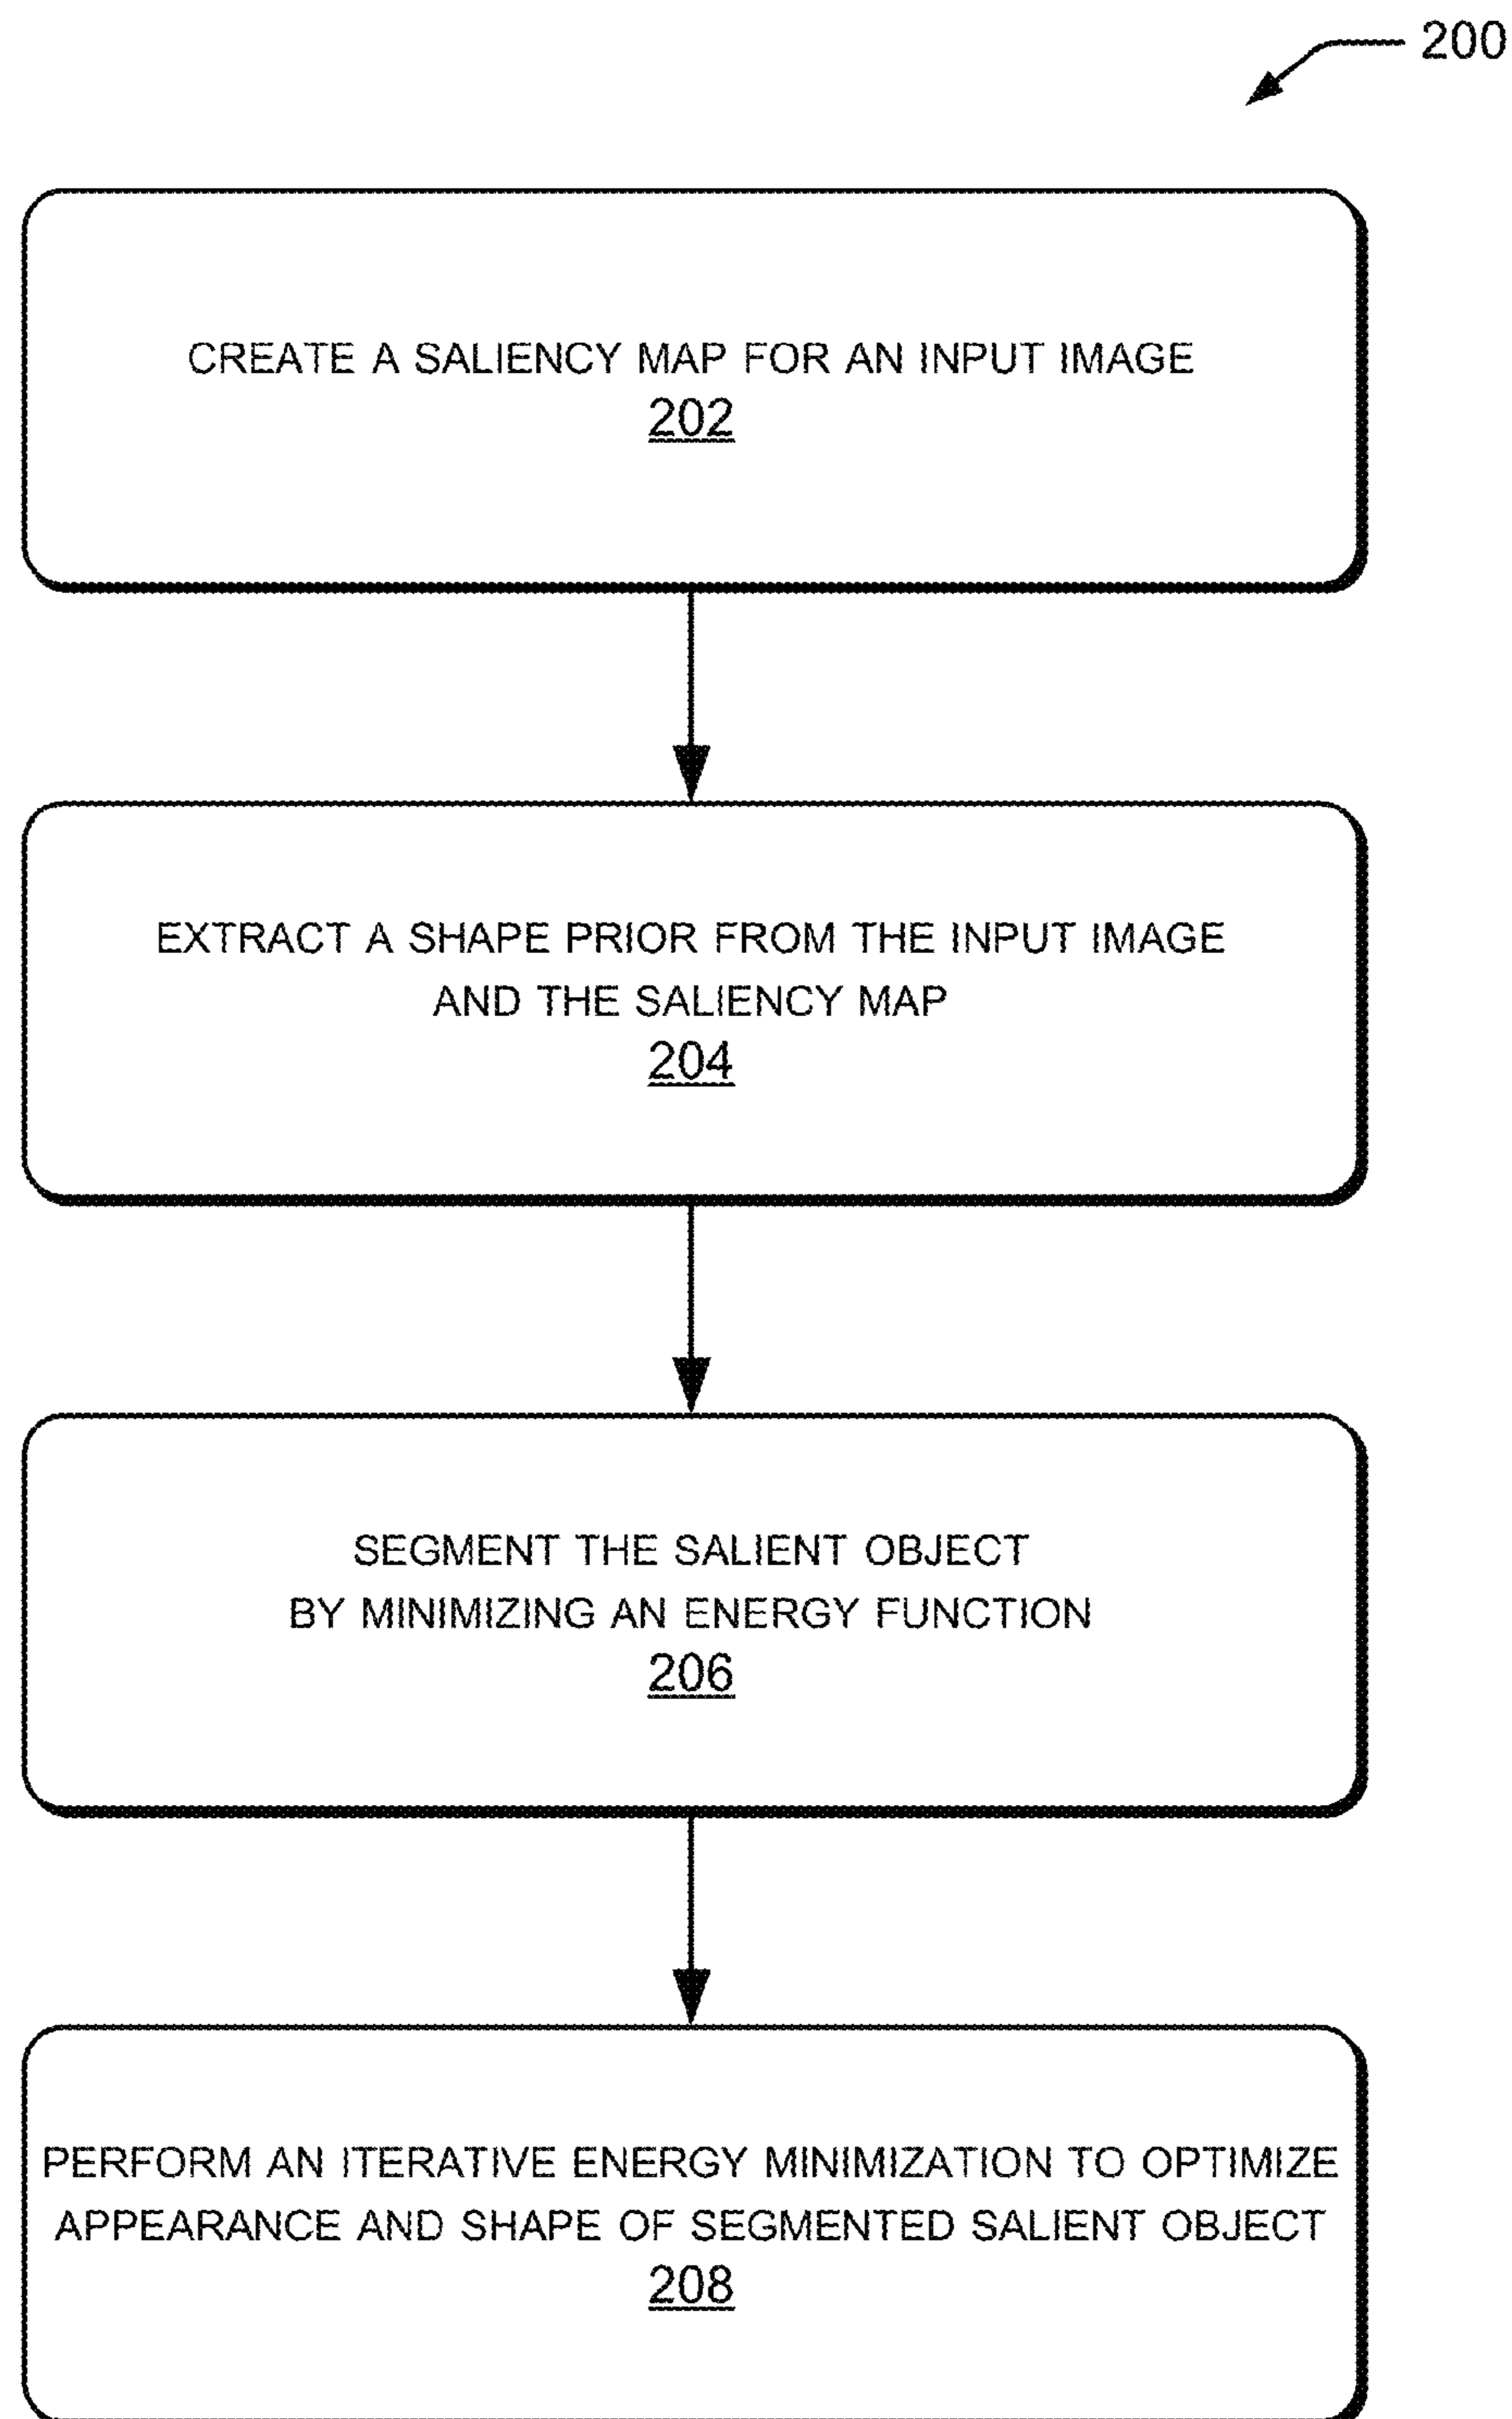 200
CREATE A SALIENCY MAP FOR AN INPUT IMAGE
202
EXTRACT A SHAPE PRIOR FROM THE INPUT IMAGE
AND THE SALIENCY MAP
204
SEGMENT THE SALIENT OBJECT
BY MINIMIZING AN ENERGY FUNCTION
206
PERFORM AN ITERATIVE ENERGY MINIMIZATION TO OPTIMIZE
APPEARANCE AND SHAPE OF SEGMENTED SALIENT OBJECT
208